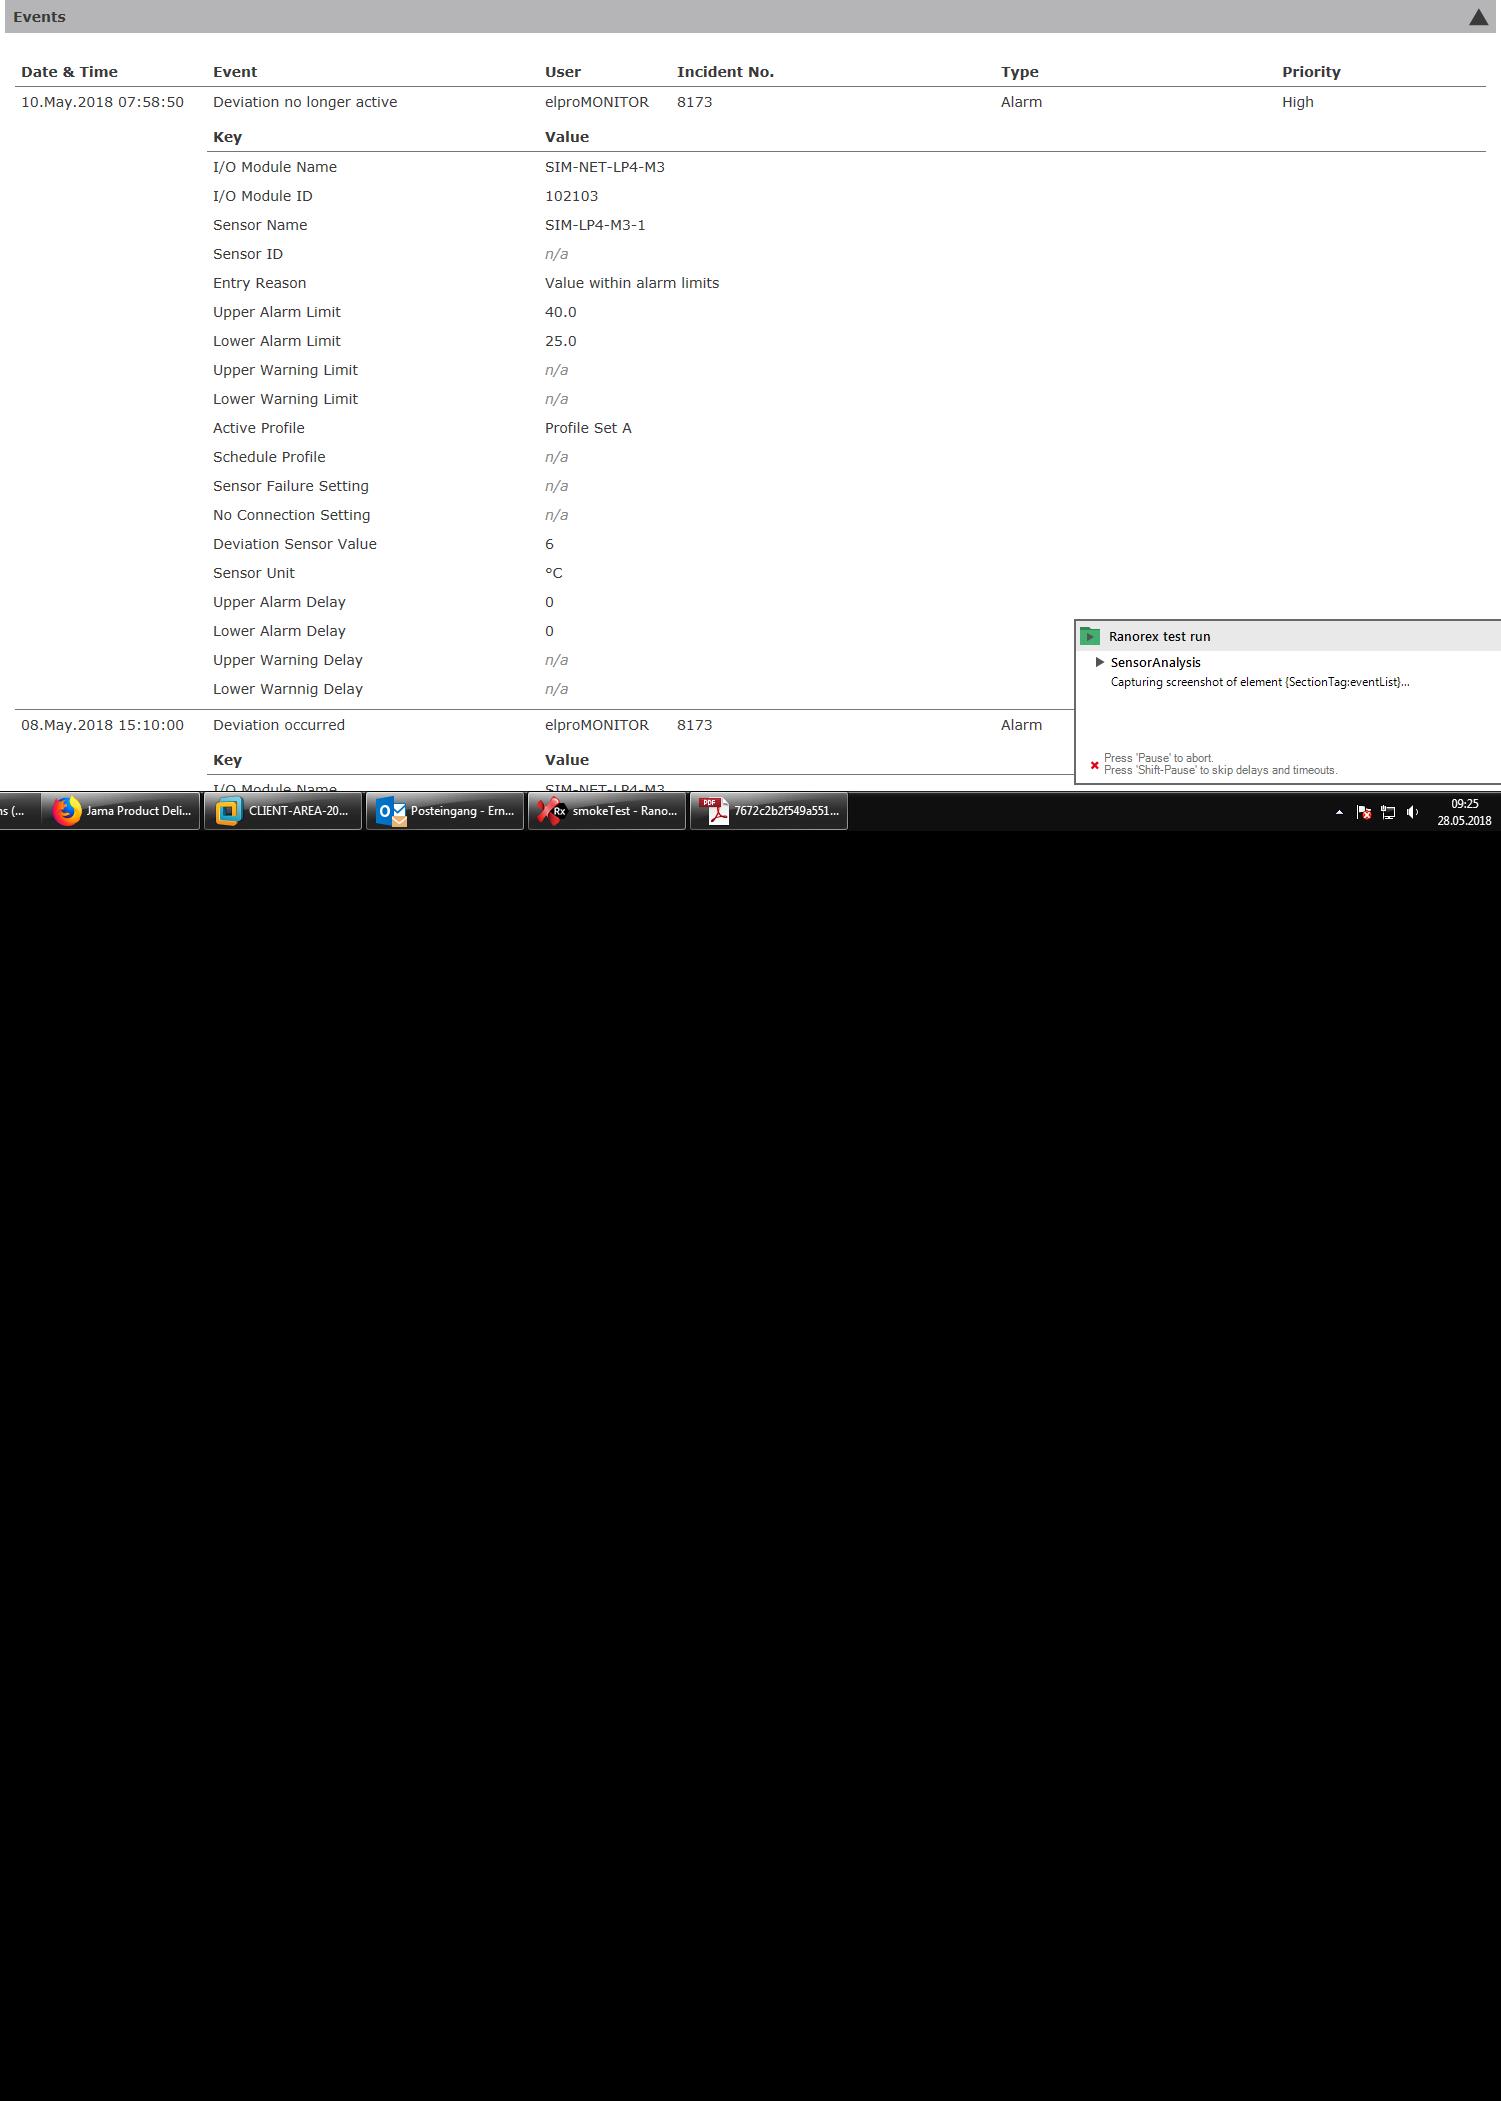 Events
Date & Time Event User Incident No. Type Priority
10.May.2018 07:58:50 Deviation no longer active elproMONITOR 8173 Alarm High
Key Value
I/O Module Name SIM-NET-LP4-M3
I/O Module ID 102103
Sensor Name SIM-LP4-M3-1
Sensor ID n/a
Entry Reason Value within alarm limits
Upper Alarm Limit 40.0
Lower Alarm Limit 25.0
Upper Warning Limit n/a
Lower Warning Limit n/a
Active Profile Profile Set A
Schedule Profile n/a
Sensor Failure Setting n/a
No Connection Setting n/a
Deviation Sensor Value 6
Sensor Unit °C
Upper Alarm Delay 0
Lower Alarm Delay 0
Upper Warning Delay n/a
Lower Warnnig Delay n/a
08.May.2018 15:10:00 Deviation occurred elproMONITOR 8173 Alarm
Key Value
I/O Module Name SIM-NET-LP4-M3
Ranorex test run
SensorAnalysis
Capturing screenshot of element {SectionTag:eventList}...
Press 'Pause' to abort.
Press 'Shift-Pause' to skip delays and timeouts.
ns (... Jama Product Deli... CLIENT-AREA-20... Posteingang - Ern... smokeTest - Rano... 7672c2b2f549a551... 09:25
28.05.2018